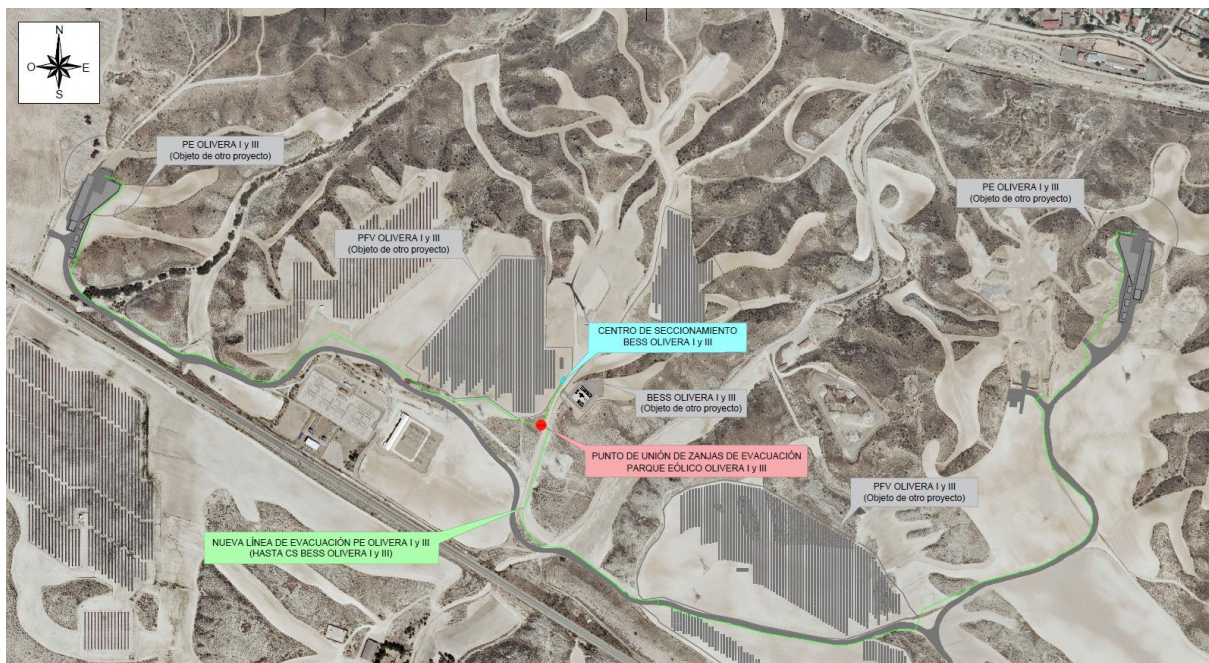 N
O
E
S
PE OLIVERA I y III
(Objeto de otro proyecto)
PE OLIVERA I y III
(Objeto de otro proyecto)
PFV OLIVERA I y III
(Objeto de otro proyecto)
CENTRO DE SECCIONAMIENTO
BESS OLIVERA I y III
BESS OLIVERA I y III
(Objeto de otro proyecto)
PUNTO DE UNIÓN DE ZANJAS DE EVACUACIÓN
PARQUE EÓLICO OLIVERA I y III
PFV OLIVERA I y III
(Objeto de otro proyecto)
NUEVA LÍNEA DE EVACUACIÓN PE OLIVERA I y III
(HASTA CS BESS OLIVERA I y III)